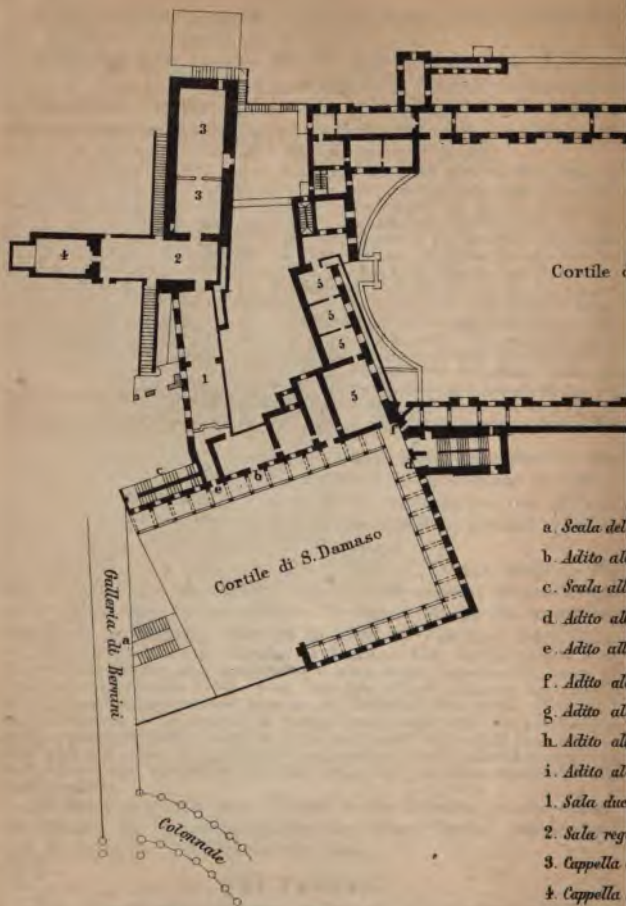 3
3
4
2
1
5
5
5
5
Cortile
c
e
b
d
Cortile di S. Damaso
Galleria di Bernini
a
Colonnale
a. Scala del
b. Adito al
c. Scala all
d. Adito al
e. Adito all
f. Adito al
g. Adito al
h. Adito al
i. Adito al
1. Sala duc
2. Sala reg
3. Cappella
4. Cappella